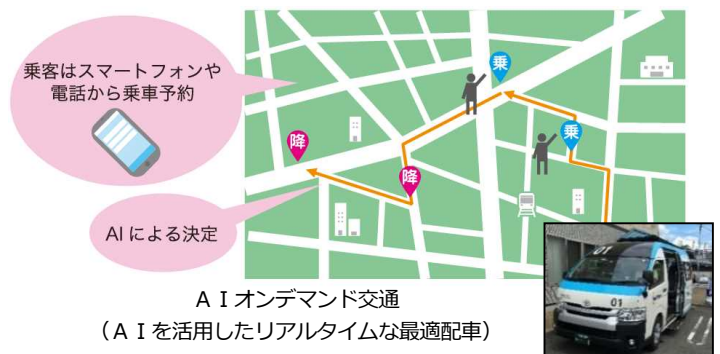 乗客はスマートフォンや
電話から乗車予約
乗
乗
降
降
AIによる決定
01
01
ＡＩオンデマンド交通
（ＡＩを活用したリアルタイムな最適配車）